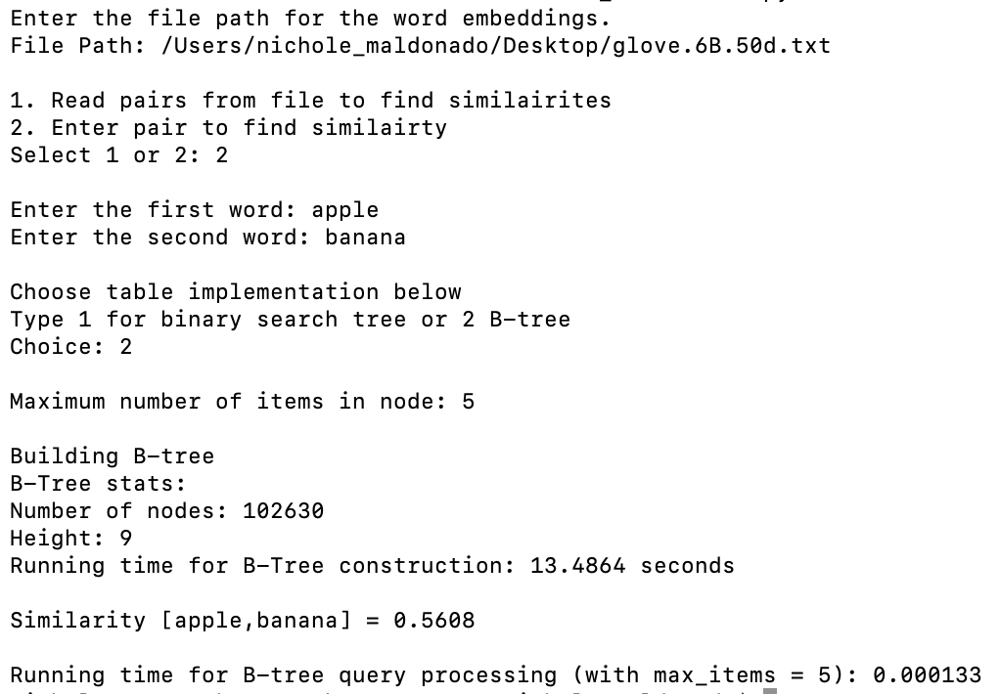 Enter the file path for the word embeddings.
File Path: /Users/nichole_maldonado/Desktop/glove.6B.50d.txt
1. Read pairs from file to find similairites
2. Enter pair to find similairty
Select 1 or 2: 2
Enter the first word: apple
Enter the second word: banana
Choose table implementation below
Type 1 for binary search tree or 2 B-tree
Choice: 2
Maximum number of items in node: 5
Building B-tree
B-Tree stats:
Number of nodes: 102630
Height: 9
Running time for B-Tree construction: 13.4864 seconds
Similarity [apple,banana] = 0.5608
Running time for B-tree query processing (with max_items = 5): 0.000133